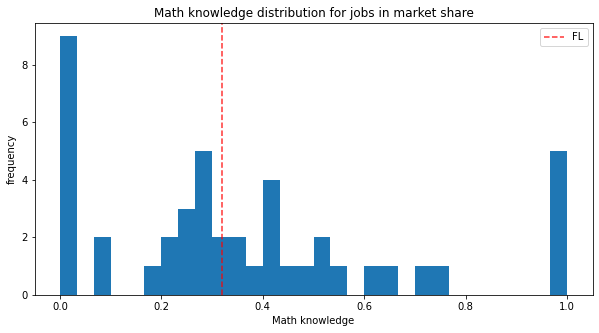 Math knowledge distribution for jobs in market share
FL
frequency
8
6
4
2
0
0.0 0.2 0.4 0.6 0.8 1.0
Math knowledge